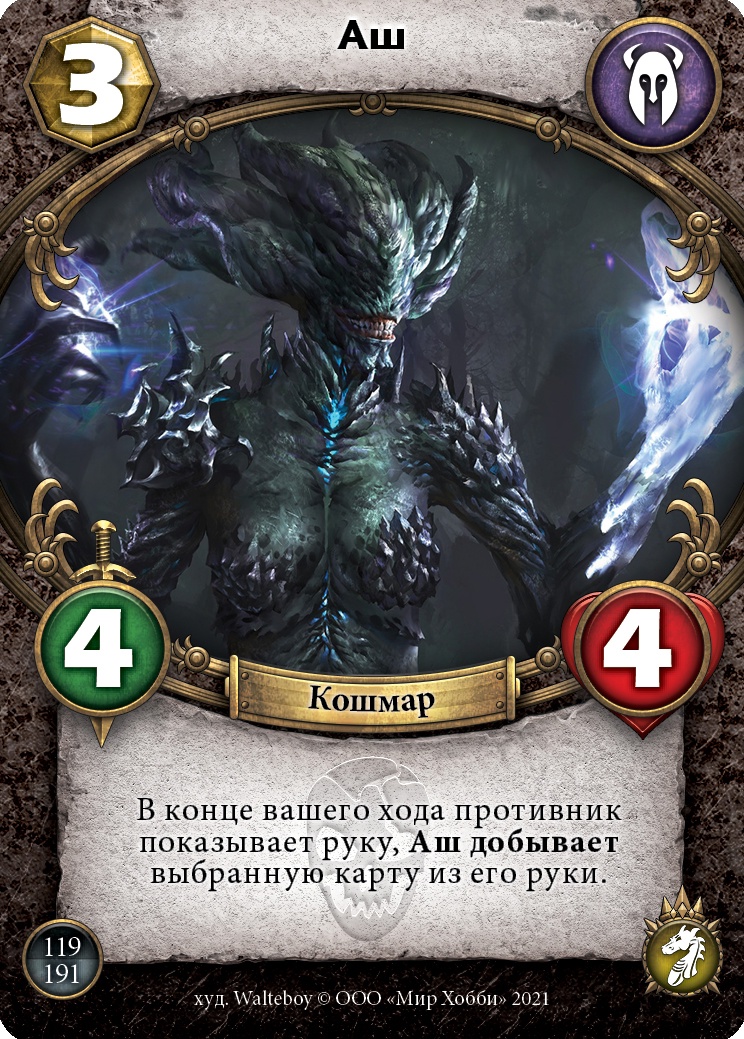 Аш
3
4
4
Кошмар
В конце вашего хода противник
показывает руку, Аш добывает
выбранную карту из его руки.
119
191
худ. Walteboy © ООО «Мир Хобби» 2021